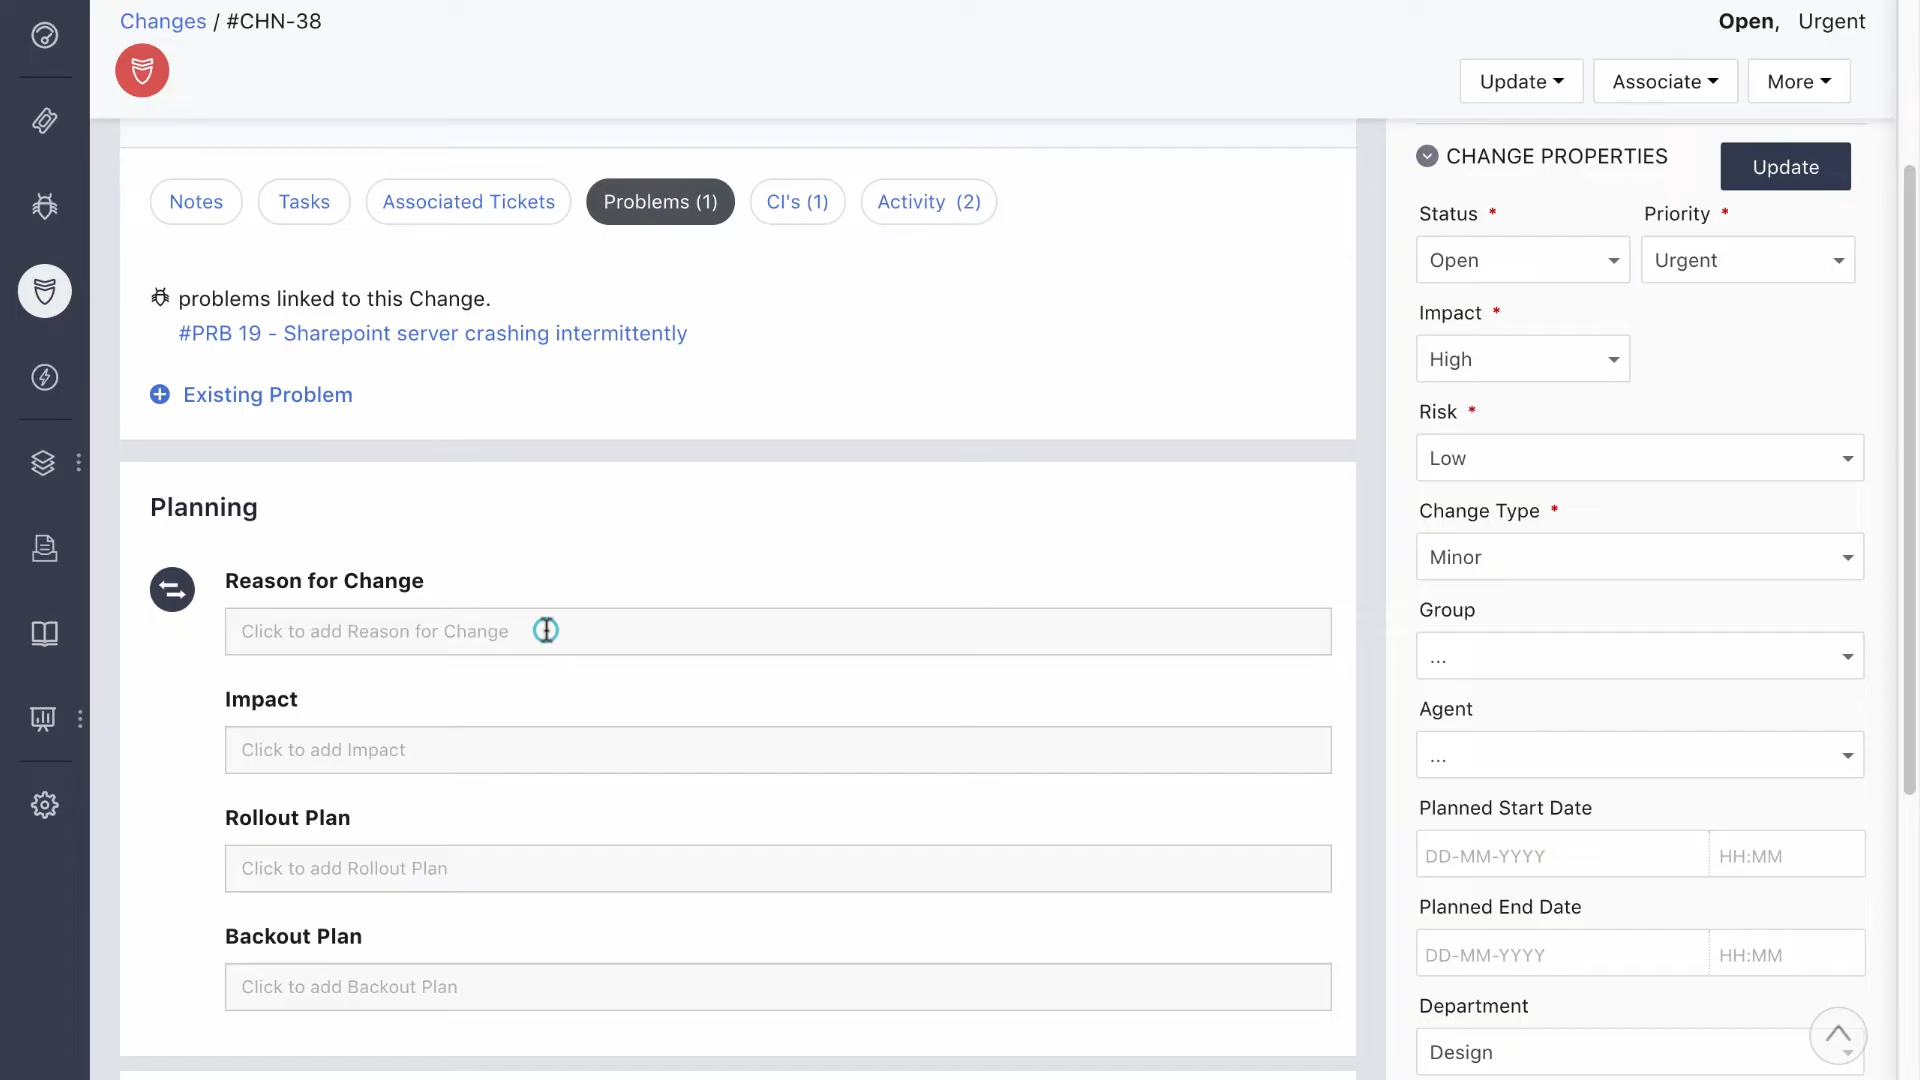 Changes / #CHN-38
Open, Urgent
Update
Associate
More
Notes
Tasks
Associated Tickets
Problems (1)
CI's (1)
Activity (2)
problems linked to this Change.
#PRB 19 - Sharepoint server crashing intermittently
Existing Problem
Planning
Reason for Change
Click to add Reason for Change
Impact
Click to add Impact
Rollout Plan
Click to add Rollout Plan
Backout Plan
Click to add Backout Plan
CHANGE PROPERTIES
Update
Status *
Priority *
Open
Urgent
Impact *
High
Risk *
Low
Change Type *
Minor
Group
...
Agent
...
Planned Start Date
DD-MM-YYYY
HH:MM
Planned End Date
DD-MM-YYYY
HH:MM
Department
Design